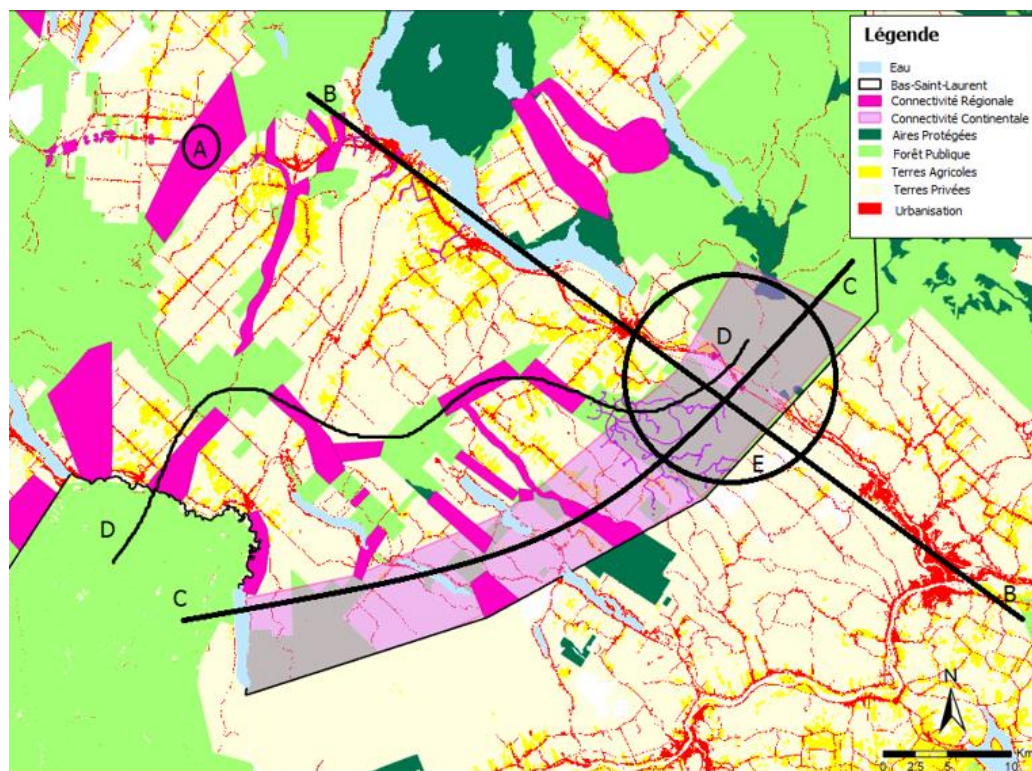 Légende
Eau
Bas-Saint-Laurent
Connectivité Régionale
Connectivité Continentale
Aires Protégées
Forêt Publique
Terres Agricoles
Terres Privées
Urbanisation
B
A
C
D
E
D
C
B
N
0 2.5 5 10
Km